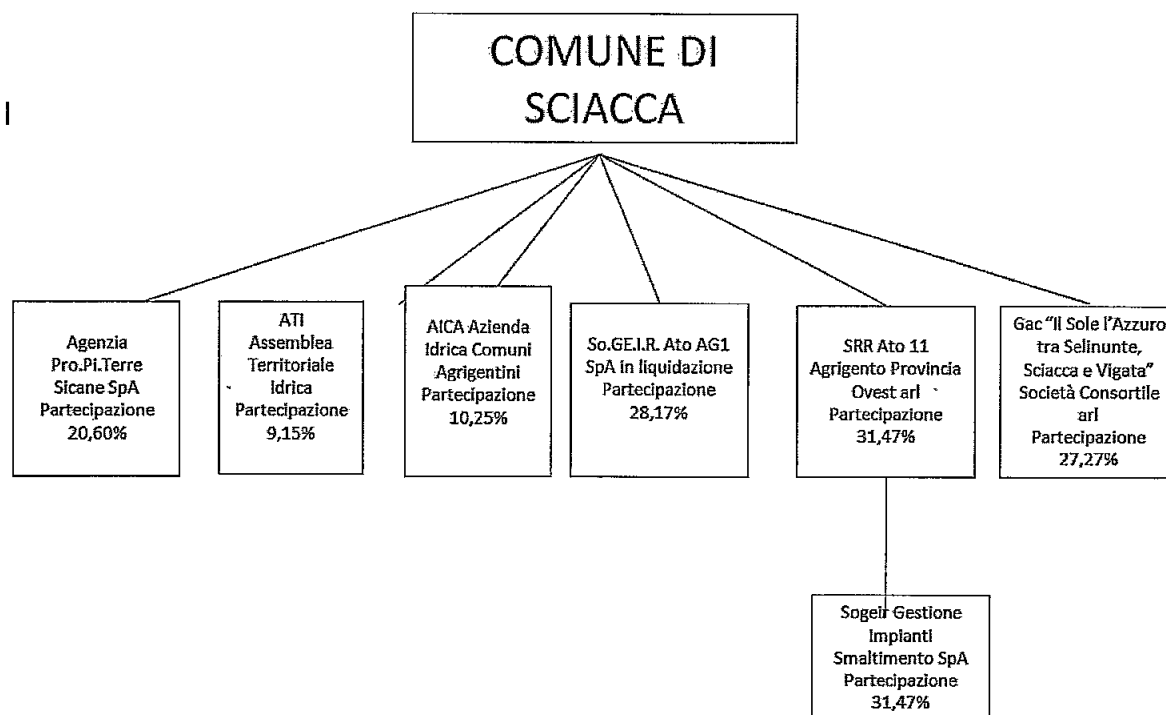 COMUNE DI
SCIACCA
Agenzia
Pro.Pi.Terre
Sicane SpA
Partecipazione
20,60%
ATI
Assemblea
Territoriale
Idrica
Partecipazione
9,15%
AICA Azienda
Idrica Comuni
Agrigentini
Partecipazione
10,25%
So.GE.I.R. Ato AG1
SpA in liquidazione
Partecipazione
28,17%
SRR Ato 11
Agrigento Provincia
Ovest arl
Partecipazione
31,47%
Gac "Il Sole l'Azzuro
tra Selinunte,
Sciacca e Vigata"
Società Consortile
arl
Partecipazione
27,27%
Sogeir Gestione
Impianti
Smaltimento SpA
Partecipazione
31,47%